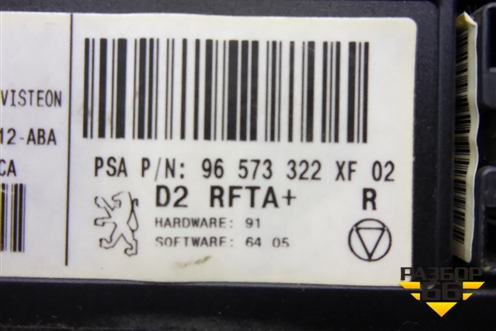 VISTEON
12-ABA
CA
PSA P/N: 96 573 322 XF 02
D2 RFTA+ R
HARDWARE: 91
SOFTWARE: 64 05
РАЗБОР
66